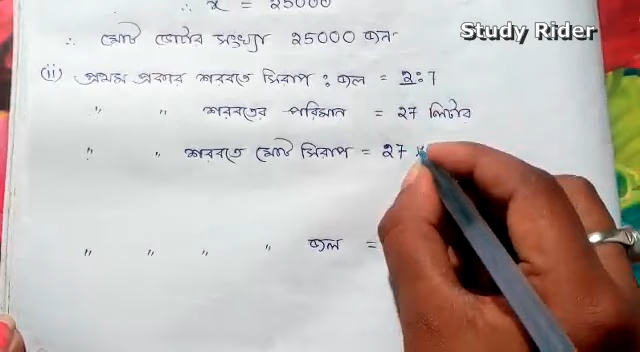 ∴ x = 25000
∴ মোট ভোটার সংখ্যা 25000 জন
Study Rider
(ii) প্রথম প্রকার শরবতে সিরাপ : জল = 2:7
" " শরবতের পরিমান = 27 লিটার
" " শরবতে মোট সিরাপ = 27
" " " " জল =